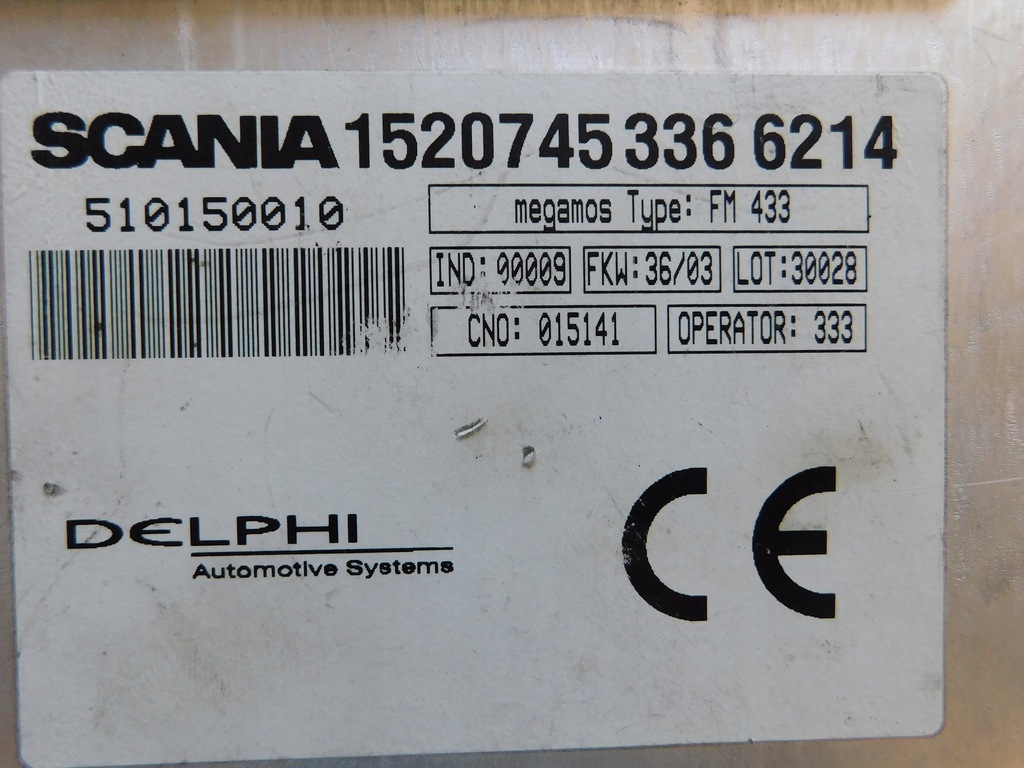 SCANIA 1520745 336 6214
510150010
megamos Type: FM 433
IND: 90009 FKW: 36/03 LOT: 30028
CNO: 015141 OPERATOR: 333
DELPHI
Automotive Systems
CE